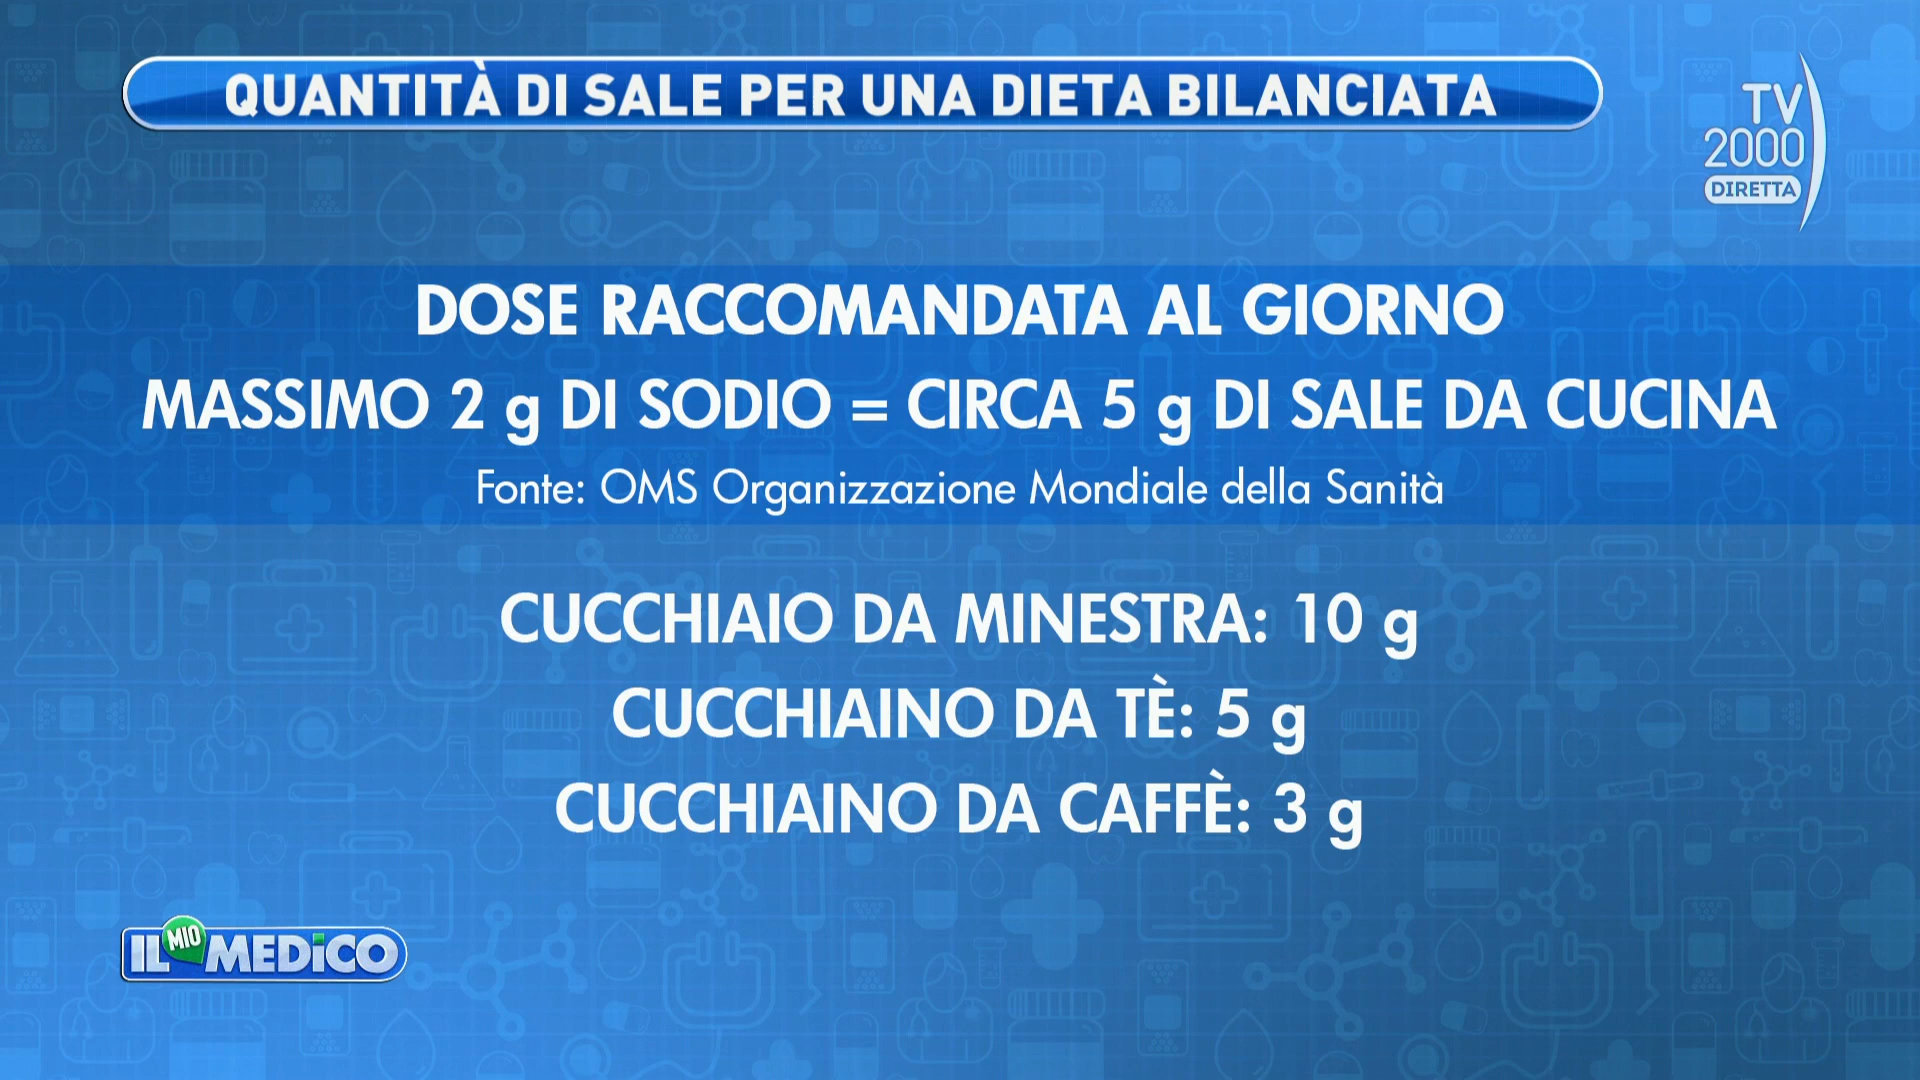 QUANTITÀ DI SALE PER UNA DIETA BILANCIATA
TV
2000
DIRETTA
DOSE RACCOMANDATA AL GIORNO
MASSIMO 2 g DI SODIO = CIRCA 5 g DI SALE DA CUCINA
Fonte: OMS Organizzazione Mondiale della Sanità
CUCCHIAIO DA MINESTRA: 10 g
CUCCHIAINO DA TÈ: 5 g
CUCCHIAINO DA CAFFÈ: 3 g
IL MIO MEDICO